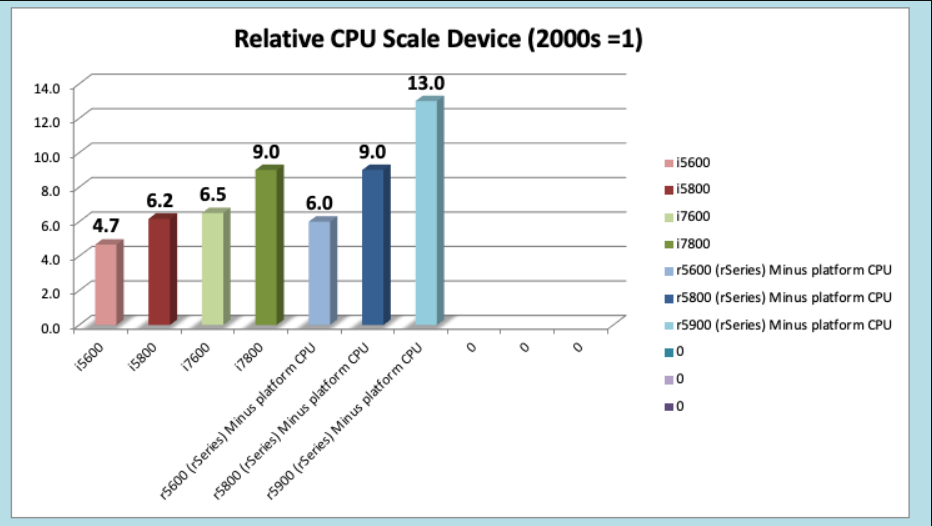 Relative CPU Scale Device (2000s =1)
14.0
12.0
10.0
8.0
6.0
4.0
2.0
0.0
4.7
6.2
6.5
9.0
6.0
9.0
13.0
i5600
i5800
i7600
i7800
r5600 (rSeries) Minus platform CPU
r5800 (rSeries) Minus platform CPU
r5900 (rSeries) Minus platform CPU
0
0
0
i5600
i5800
i7600
i7800
r5600 (rSeries) Minus platform CPU
r5800 (rSeries) Minus platform CPU
r5900 (rSeries) Minus platform CPU
0
0
0